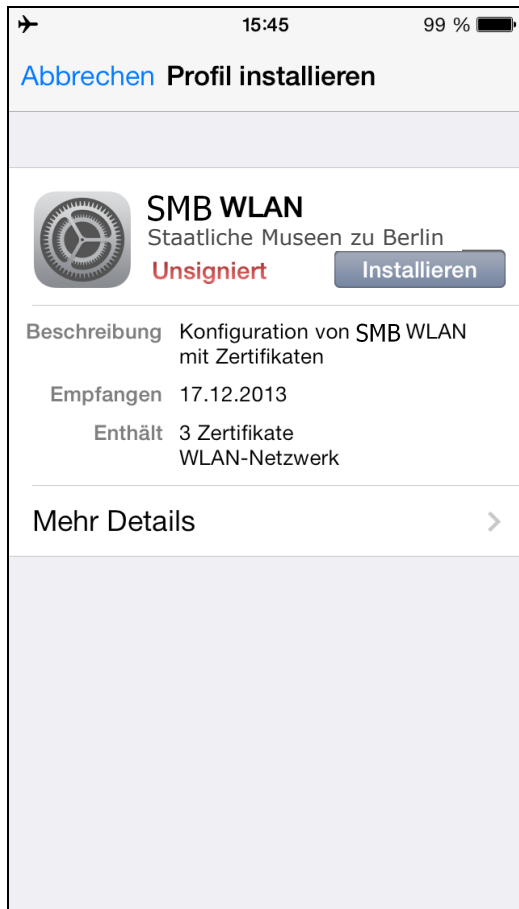 15:45 99 %
Abbrechen Profil installieren
SMB WLAN
Staatliche Museen zu Berlin
Unsigniert Installieren
Beschreibung Konfiguration von SMB WLAN
mit Zertifikaten
Empfangen 17.12.2013
Enthält 3 Zertifikate
WLAN-Netzwerk
Mehr Details